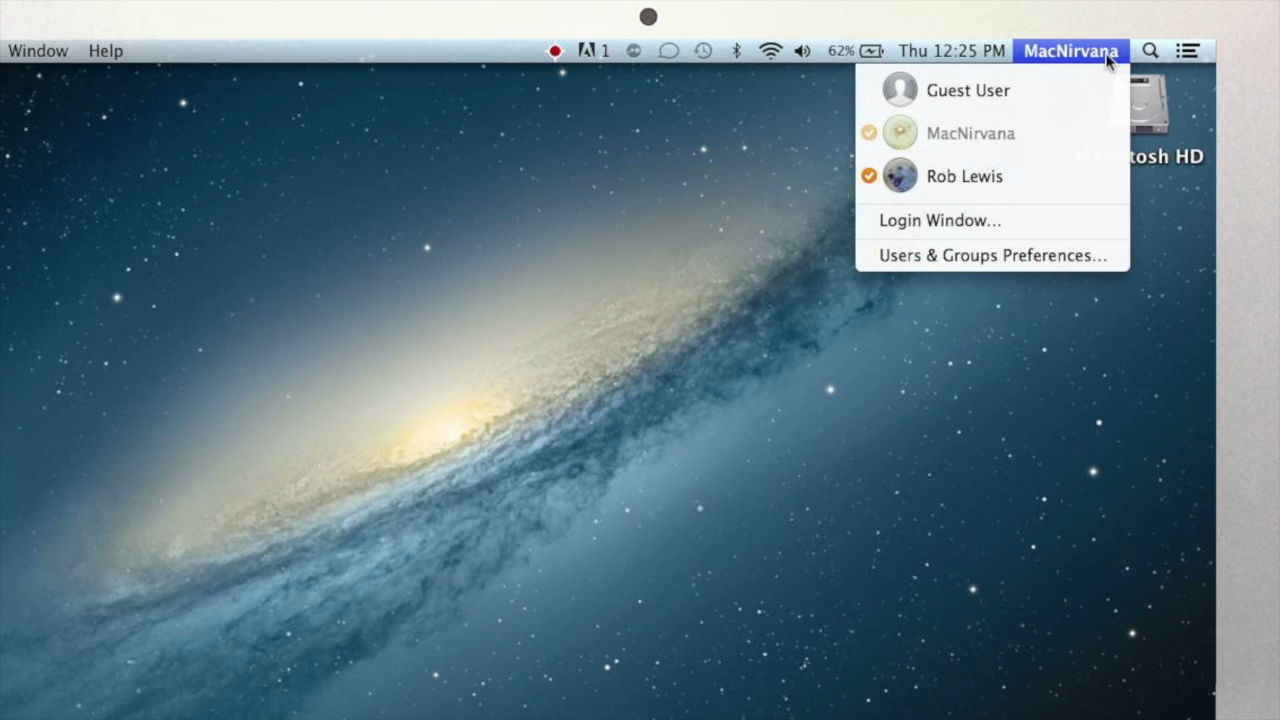 Window Help 1 62% Thu 12:25 PM MacNirvana
Guest User
MacNirvana
Rob Lewis
tosh HD
Login Window...
Users & Groups Preferences...